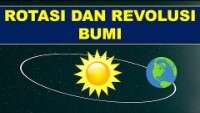 ROTASI DAN REVOLUSI
BUMI